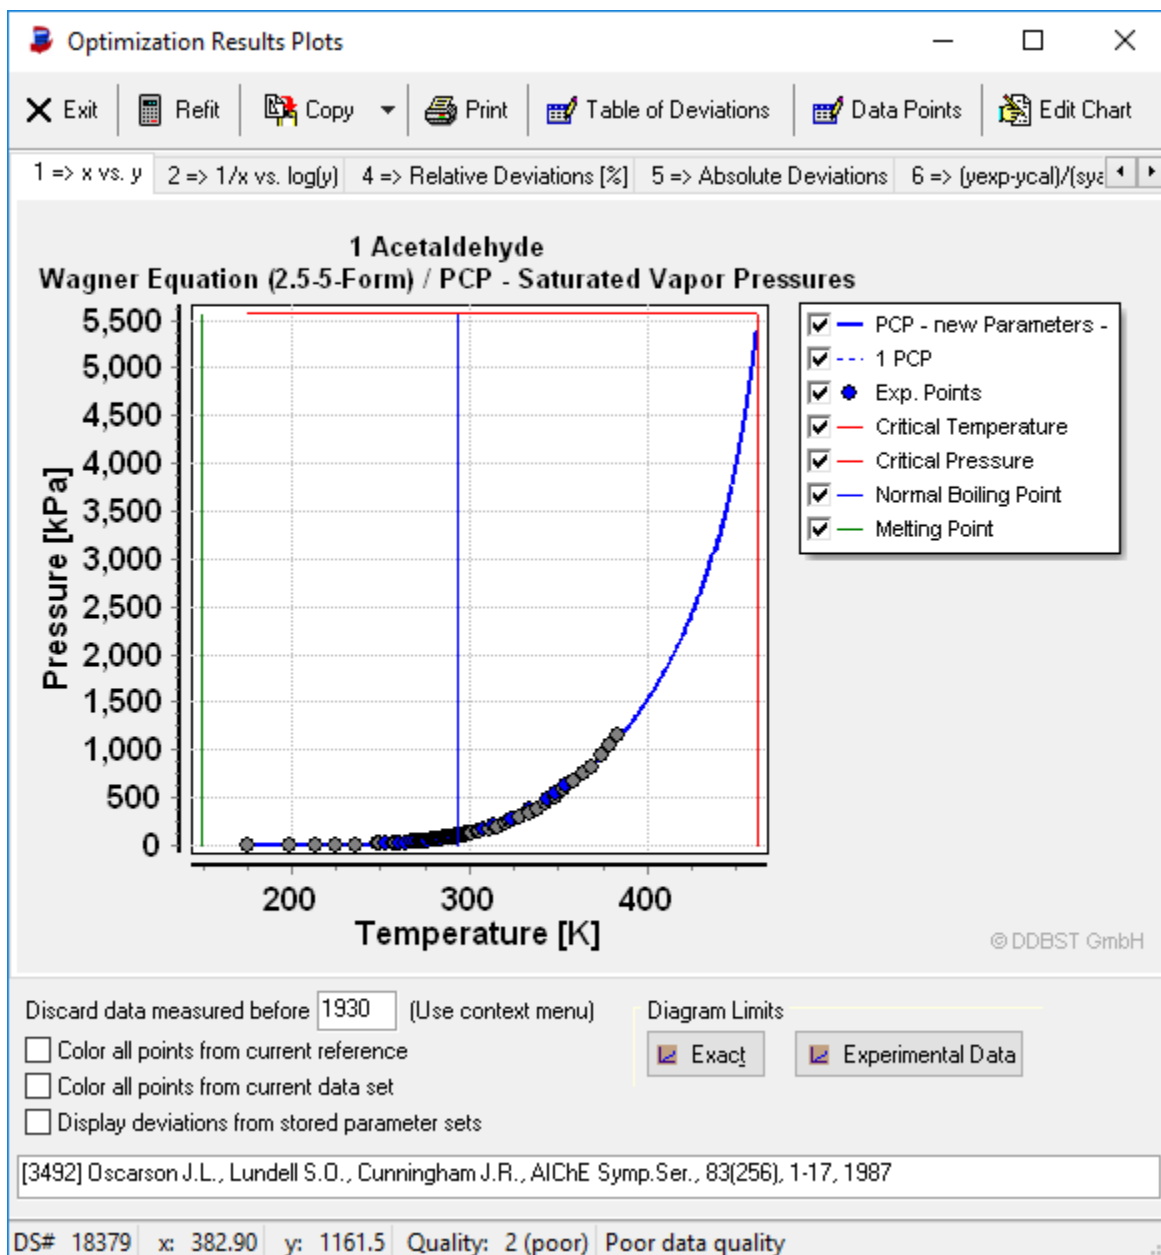 Optimization Results Plots
Exit Refit Copy Print Table of Deviations Data Points Edit Chart
1 => x vs. y 2 => 1/x vs. log(y) 4 => Relative Deviations [%] 5 => Absolute Deviations 6 => (yexp-ycal)/(sya
1 Acetaldehyde
Wagner Equation (2.5-5-Form) / PCP - Saturated Vapor Pressures
5,500
5,000
4,500
4,000
3,500
3,000
2,500
2,000
1,500
1,000
500
0
Pressure [kPa]
200 300 400
Temperature [K]
PCP - new Parameters -
1 PCP
Exp. Points
Critical Temperature
Critical Pressure
Normal Boiling Point
Melting Point
© DDBST GmbH
Discard data measured before 1930 (Use context menu)
Color all points from current reference
Color all points from current data set
Display deviations from stored parameter sets
Diagram Limits
Exact Experimental Data
[3492] Oscarson J.L., Lundell S.O., Cunningham J.R., AIChE Symp.Ser., 83(256), 1-17, 1987
DS# 18379 x: 382.90 y: 1161.5 Quality: 2 (poor) Poor data quality